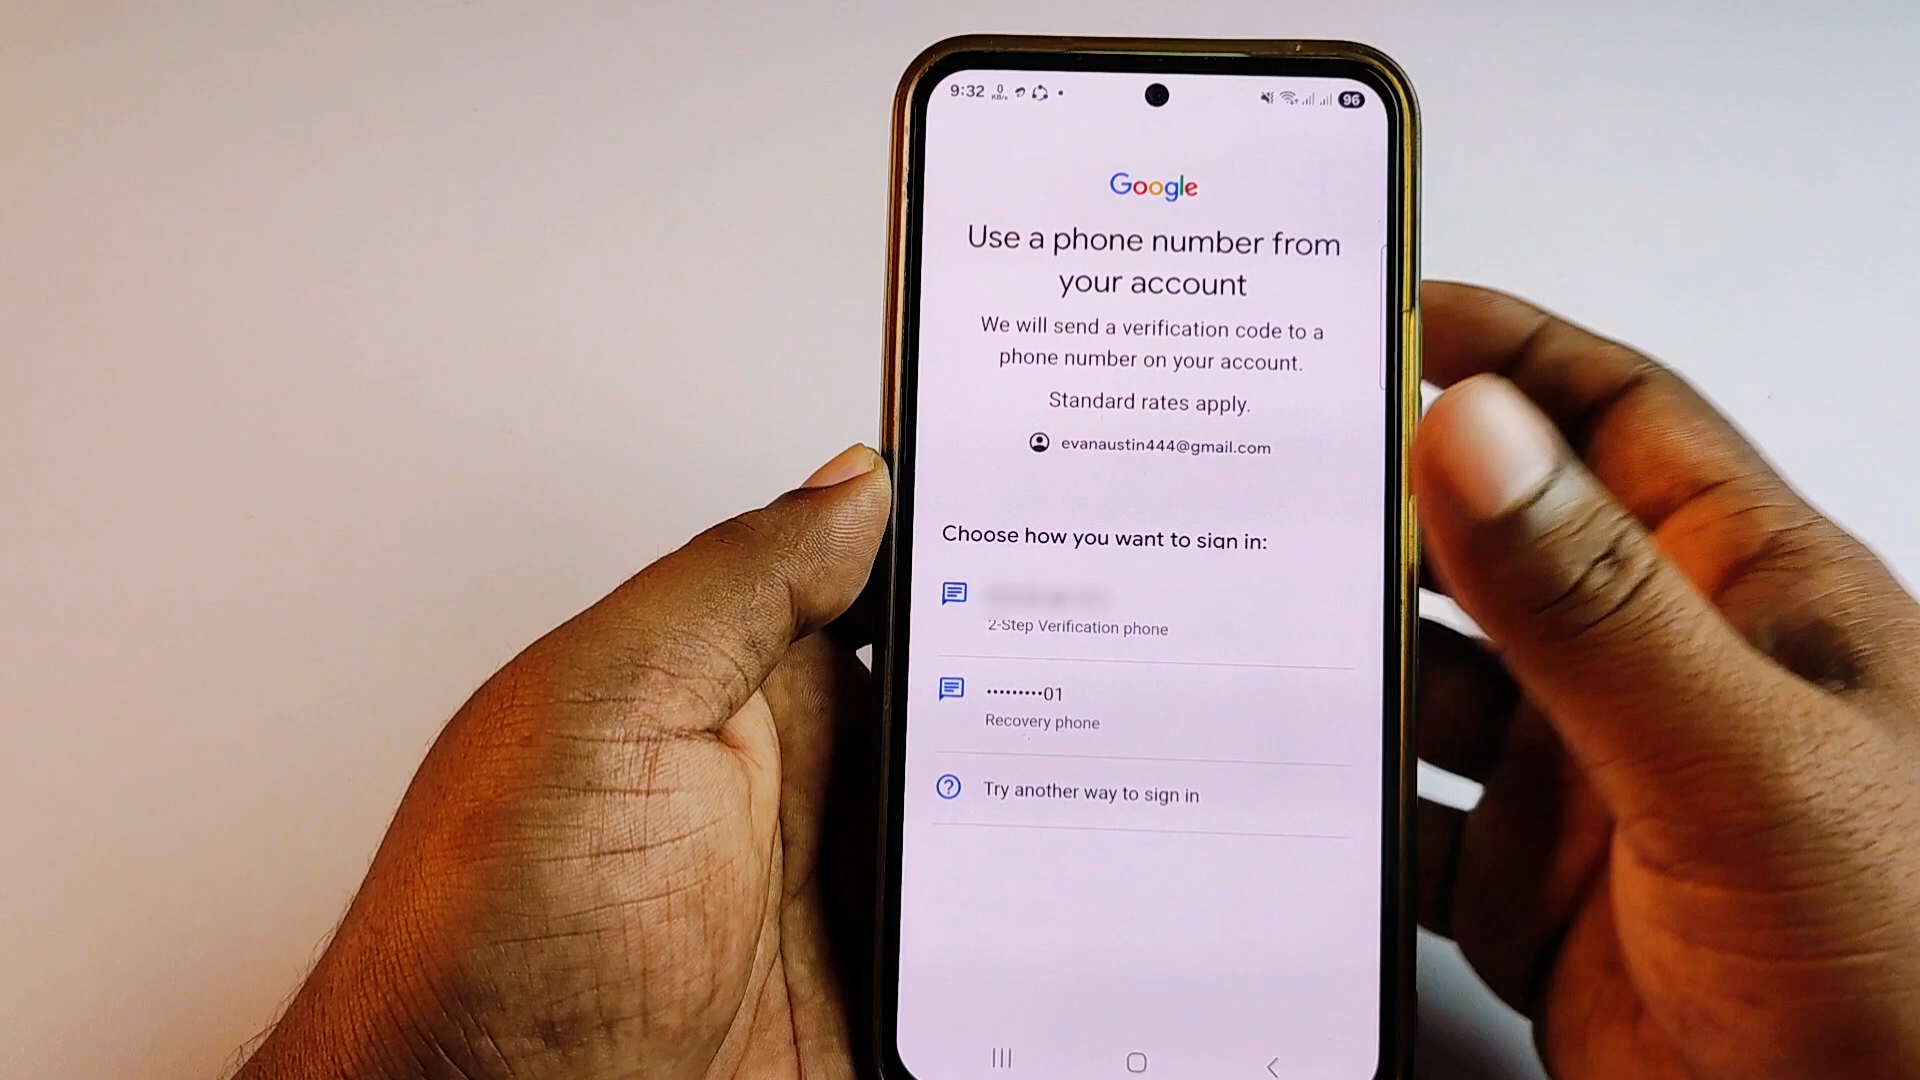 9:32 0 KB/s 96
Google
Use a phone number from
your account
We will send a verification code to a
phone number on your account.
Standard rates apply.
evanaustin444@gmail.com
Choose how you want to sign in:
2-Step Verification phone
•••••••••01
Recovery phone
Try another way to sign in